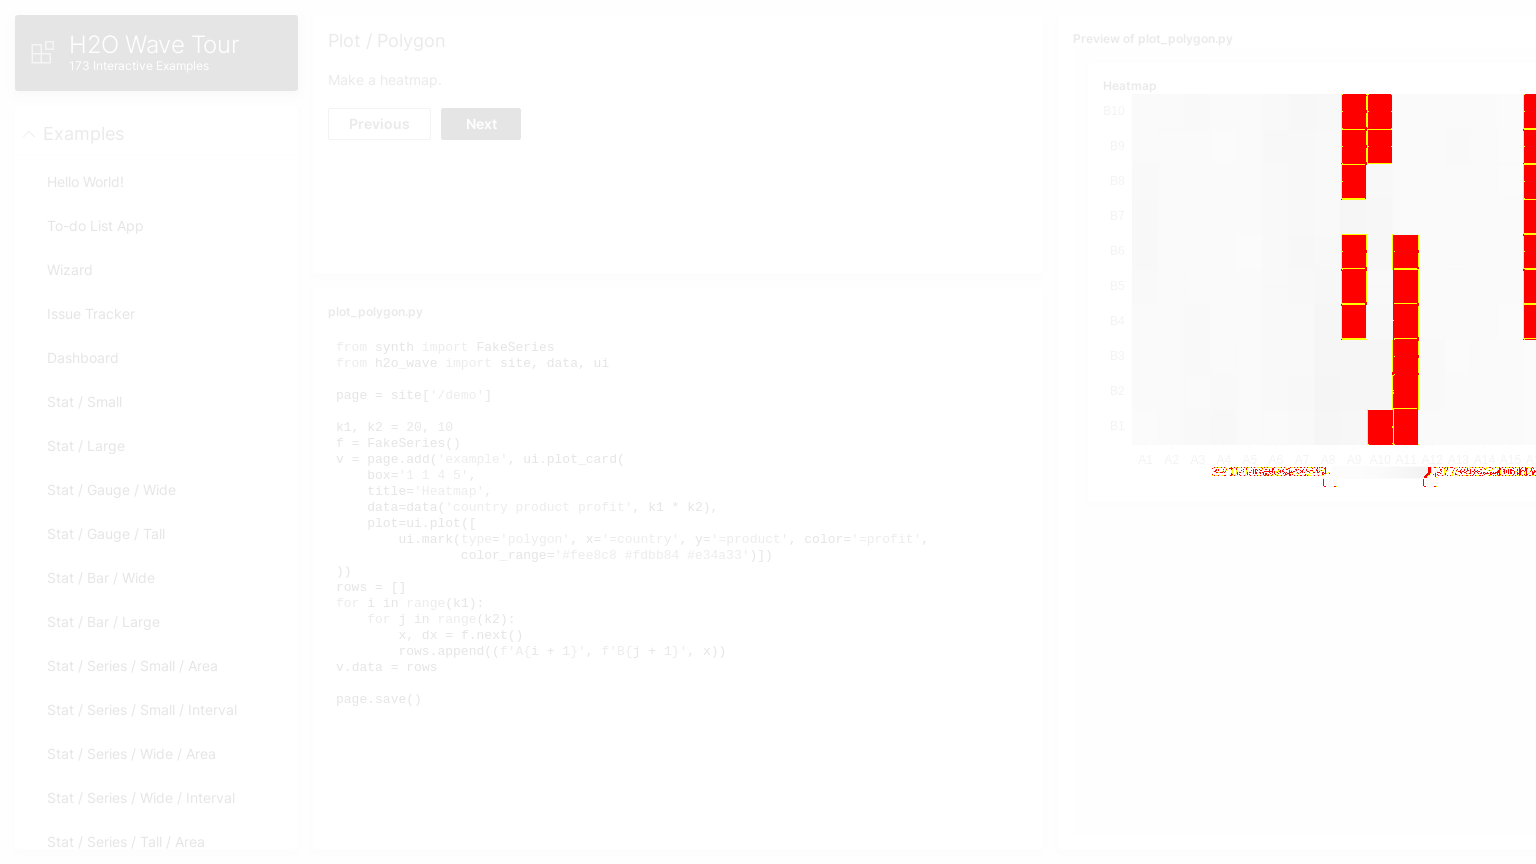 H2O Wave Tour
173 Interactive Examples
Examples
Hello World!
To-do List App
Wizard
Issue Tracker
Dashboard
Stat / Small
Stat / Large
Stat / Gauge / Wide
Stat / Gauge / Tall
Stat / Bar / Wide
Stat / Bar / Large
Stat / Series / Small / Area
Stat / Series / Small / Interval
Stat / Series / Wide / Area
Stat / Series / Wide / Interval
Stat / Series / Tall / Area
Plot / Polygon
Make a heatmap.
Previous
Next
plot_polygon.py
from synth import FakeSeries
from h2o_wave import site, data, ui
page = site['/demo']
k1, k2 = 20, 10
f = FakeSeries()
v = page.add('example', ui.plot_card(
    box='1 1 4 5',
    title='Heatmap',
    data=data('country product profit', k1 * k2),
    plot=ui.plot([
        ui.mark(type='polygon', x='=country', y='=product', color='=profit',
                color_range='#fee8c8 #fdbb84 #e34a33')])
))
rows = []
for i in range(k1):
    for j in range(k2):
        x, dx = f.next()
        rows.append((f'A{i + 1}', f'B{j + 1}', x))
v.data = rows
page.save()
Preview of plot_polygon.py
Heatmap
B10
B9
B8
B7
B6
B5
B4
B3
B2
B1
A1 A2 A3 A4 A5 A6 A7 A8 A9 A10 A11 A12 A13 A14 A15